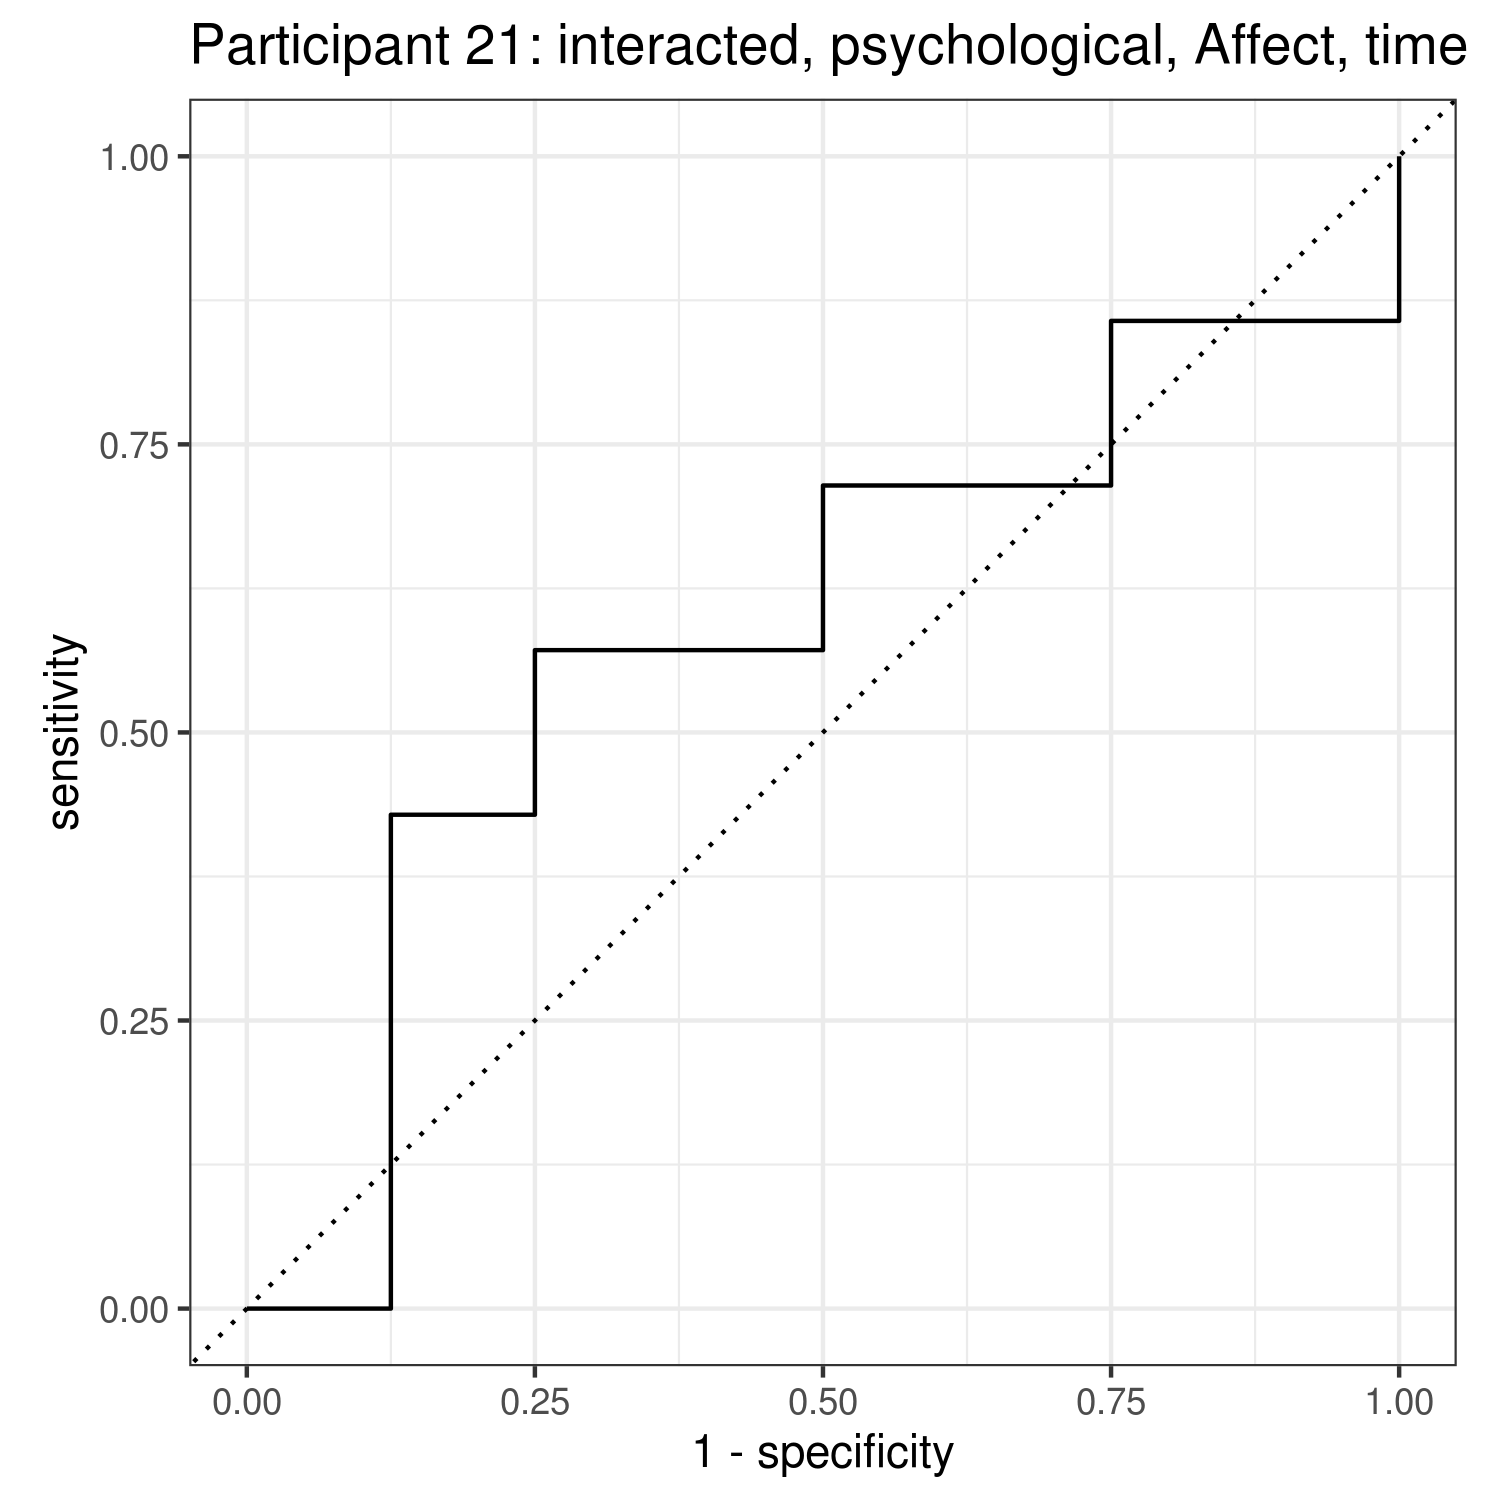 Participant 21: interacted, psychological, Affect, time
1.00
0.75
0.50
0.25
0.00
sensitivity
0.00 0.25 0.50 0.75 1.00
1 - specificity